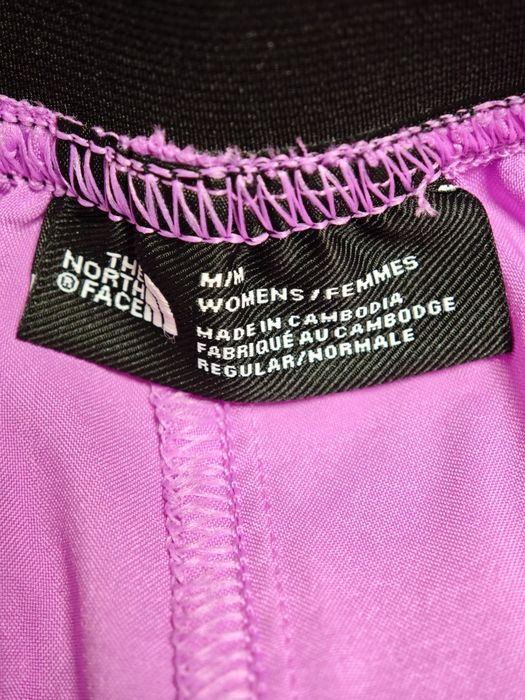 THE
NORTH
®FACE
M/M
WOMENS/FEMMES
MADE IN CAMBODIA
FABRIQUÉ AU CAMBODGE
REGULAR/NORMALE